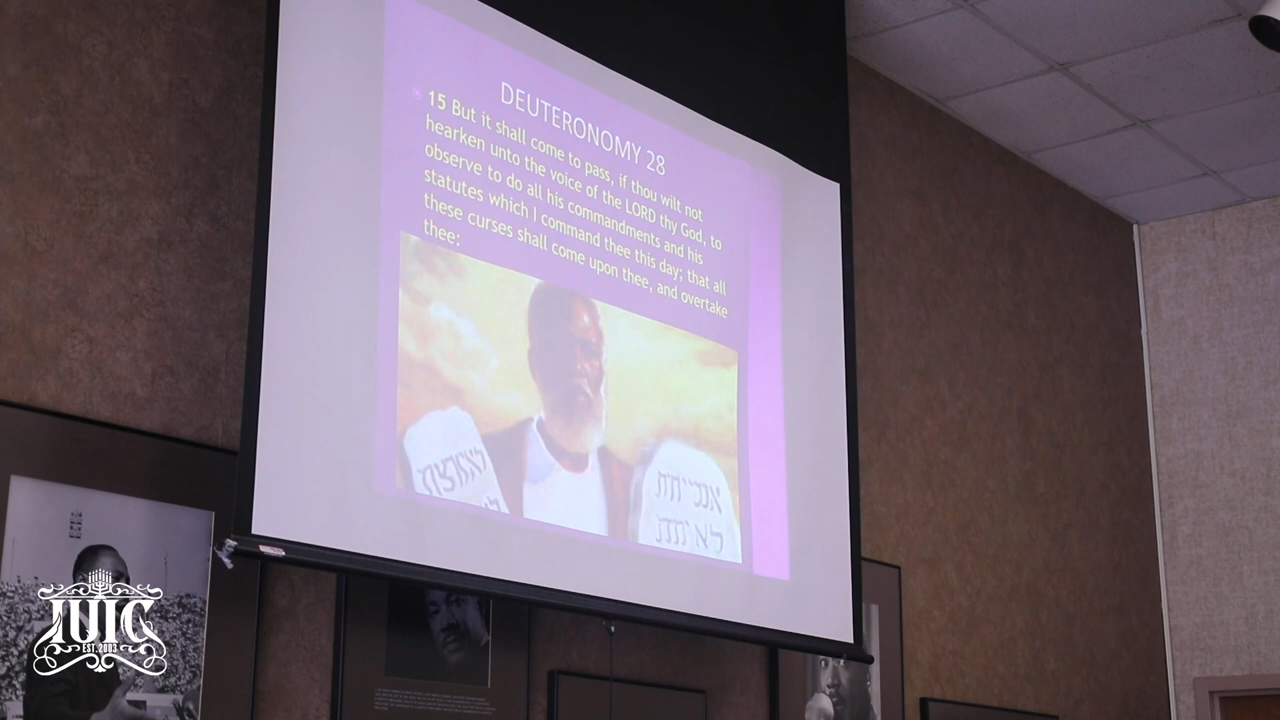 DEUTERONOMY 28
15 But it shall come to pass, if thou wilt not
hearken unto the voice of the LORD thy God, to
observe to do all his commandments and his
statutes which I command thee this day; that all
these curses shall come upon thee, and overtake
thee:
IUIC
EST. 2003